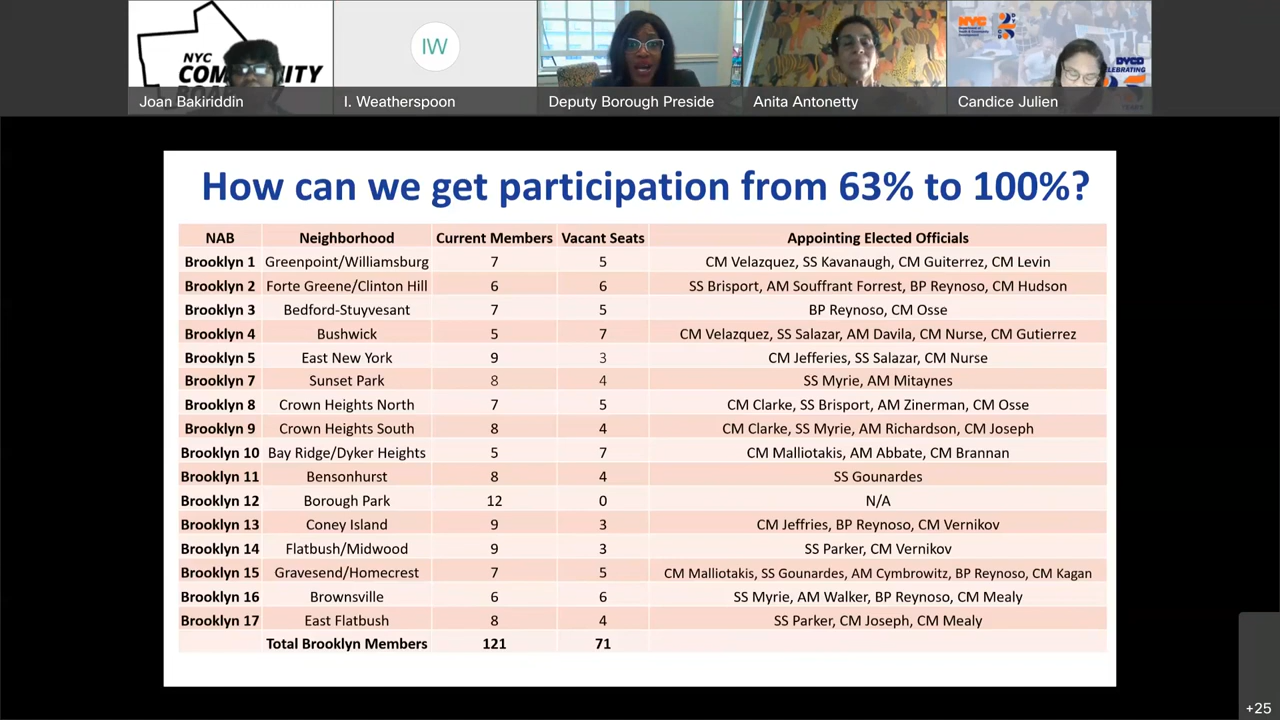 NYC
COMMUNITY
BOARD
IW
NYC
DYCD
CELEBRATING
Joan Bakiriddin
I. Weatherspoon
Deputy Borough Preside
Anita Antonetty
Candice Julien
How can we get participation from 63% to 100%?
NAB Neighborhood Current Members Vacant Seats Appointing Elected Officials
Brooklyn 1 Greenpoint/Williamsburg 7 5 CM Velazquez, SS Kavanaugh, CM Guiterrez, CM Levin
Brooklyn 2 Forte Greene/Clinton Hill 6 6 SS Brisport, AM Souffrant Forrest, BP Reynoso, CM Hudson
Brooklyn 3 Bedford-Stuyvesant 7 5 BP Reynoso, CM Osse
Brooklyn 4 Bushwick 5 7 CM Velazquez, SS Salazar, AM Davila, CM Nurse, CM Gutierrez
Brooklyn 5 East New York 9 3 CM Jefferies, SS Salazar, CM Nurse
Brooklyn 7 Sunset Park 8 4 SS Myrie, AM Mitaynes
Brooklyn 8 Crown Heights North 7 5 CM Clarke, SS Brisport, AM Zinerman, CM Osse
Brooklyn 9 Crown Heights South 8 4 CM Clarke, SS Myrie, AM Richardson, CM Joseph
Brooklyn 10 Bay Ridge/Dyker Heights 5 7 CM Malliotakis, AM Abbate, CM Brannan
Brooklyn 11 Bensonhurst 8 4 SS Gounardes
Brooklyn 12 Borough Park 12 0 N/A
Brooklyn 13 Coney Island 9 3 CM Jeffries, BP Reynoso, CM Vernikov
Brooklyn 14 Flatbush/Midwood 9 3 SS Parker, CM Vernikov
Brooklyn 15 Gravesend/Homecrest 7 5 CM Malliotakis, SS Gounardes, AM Cymbrowitz, BP Reynoso, CM Kagan
Brooklyn 16 Brownsville 6 6 SS Myrie, AM Walker, BP Reynoso, CM Mealy
Brooklyn 17 East Flatbush 8 4 SS Parker, CM Joseph, CM Mealy
Total Brooklyn Members 121 71
+25